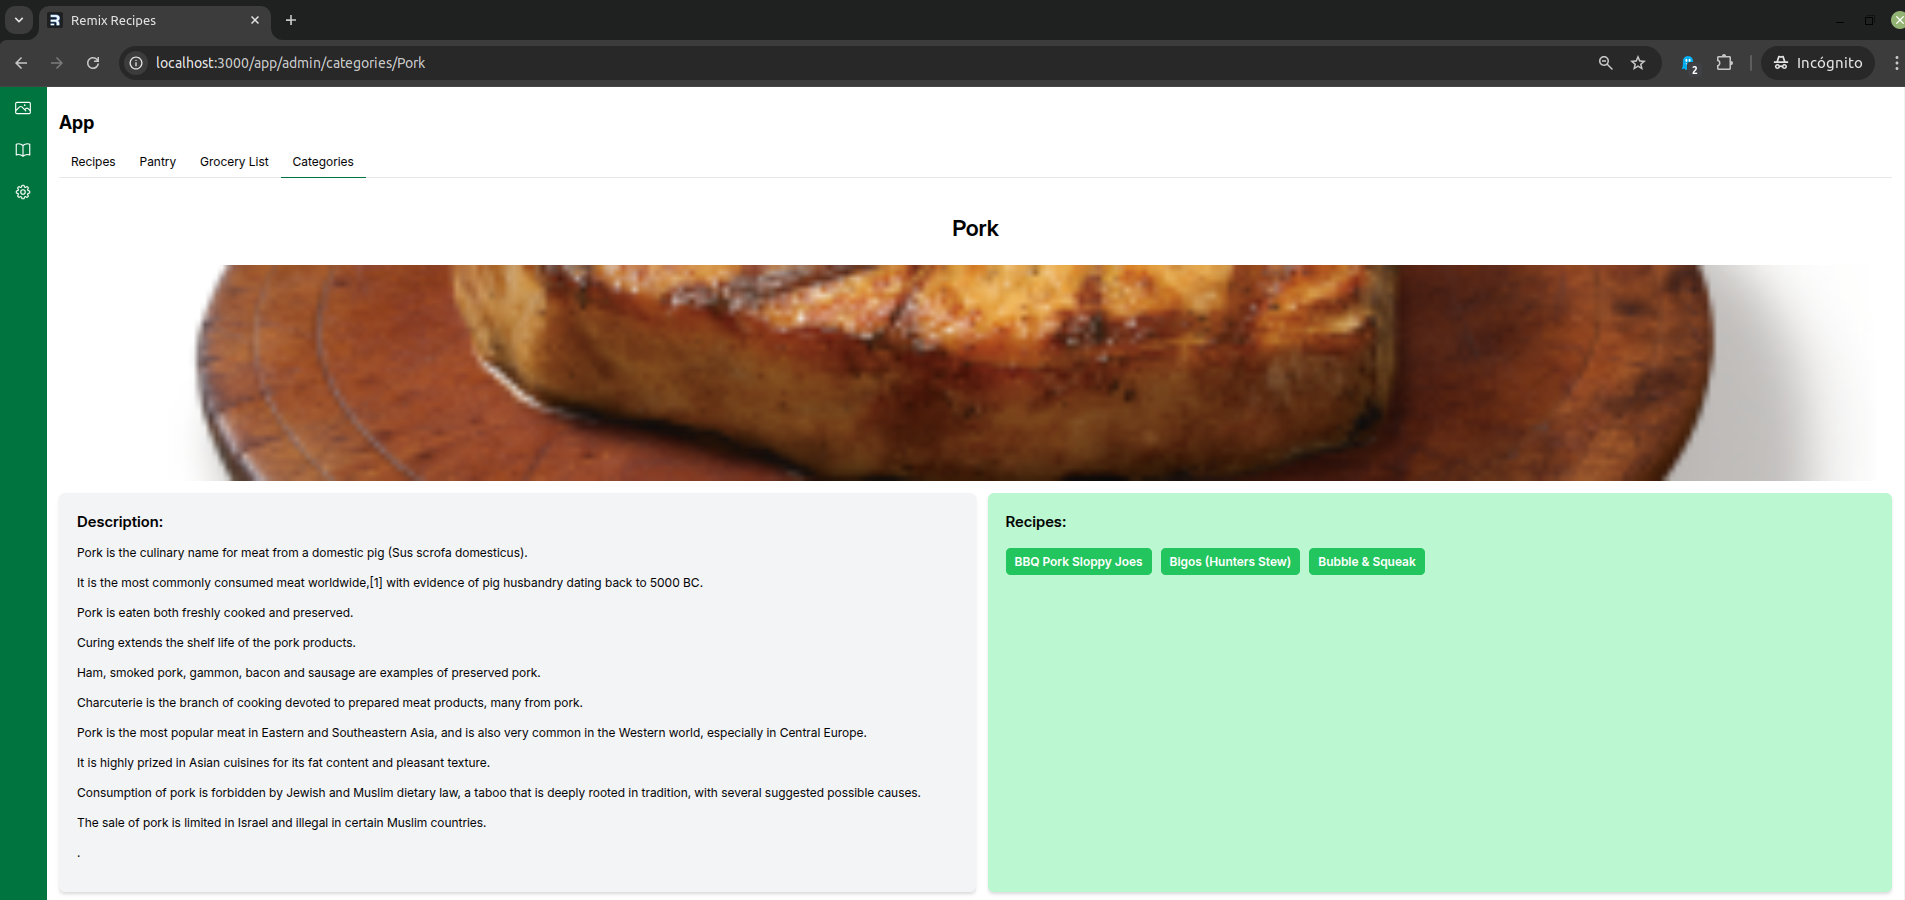 Remix Recipes
localhost:3000/app/admin/categories/Pork
2
Incógnito
App
Recipes Pantry Grocery List Categories
Pork
Description:
Pork is the culinary name for meat from a domestic pig (Sus scrofa domesticus).
It is the most commonly consumed meat worldwide,[1] with evidence of pig husbandry dating back to 5000 BC.
Pork is eaten both freshly cooked and preserved.
Curing extends the shelf life of the pork products.
Ham, smoked pork, gammon, bacon and sausage are examples of preserved pork.
Charcuterie is the branch of cooking devoted to prepared meat products, many from pork.
Pork is the most popular meat in Eastern and Southeastern Asia, and is also very common in the Western world, especially in Central Europe.
It is highly prized in Asian cuisines for its fat content and pleasant texture.
Consumption of pork is forbidden by Jewish and Muslim dietary law, a taboo that is deeply rooted in tradition, with several suggested possible causes.
The sale of pork is limited in Israel and illegal in certain Muslim countries.
.
Recipes:
BBQ Pork Sloppy Joes Bigos (Hunters Stew) Bubble & Squeak